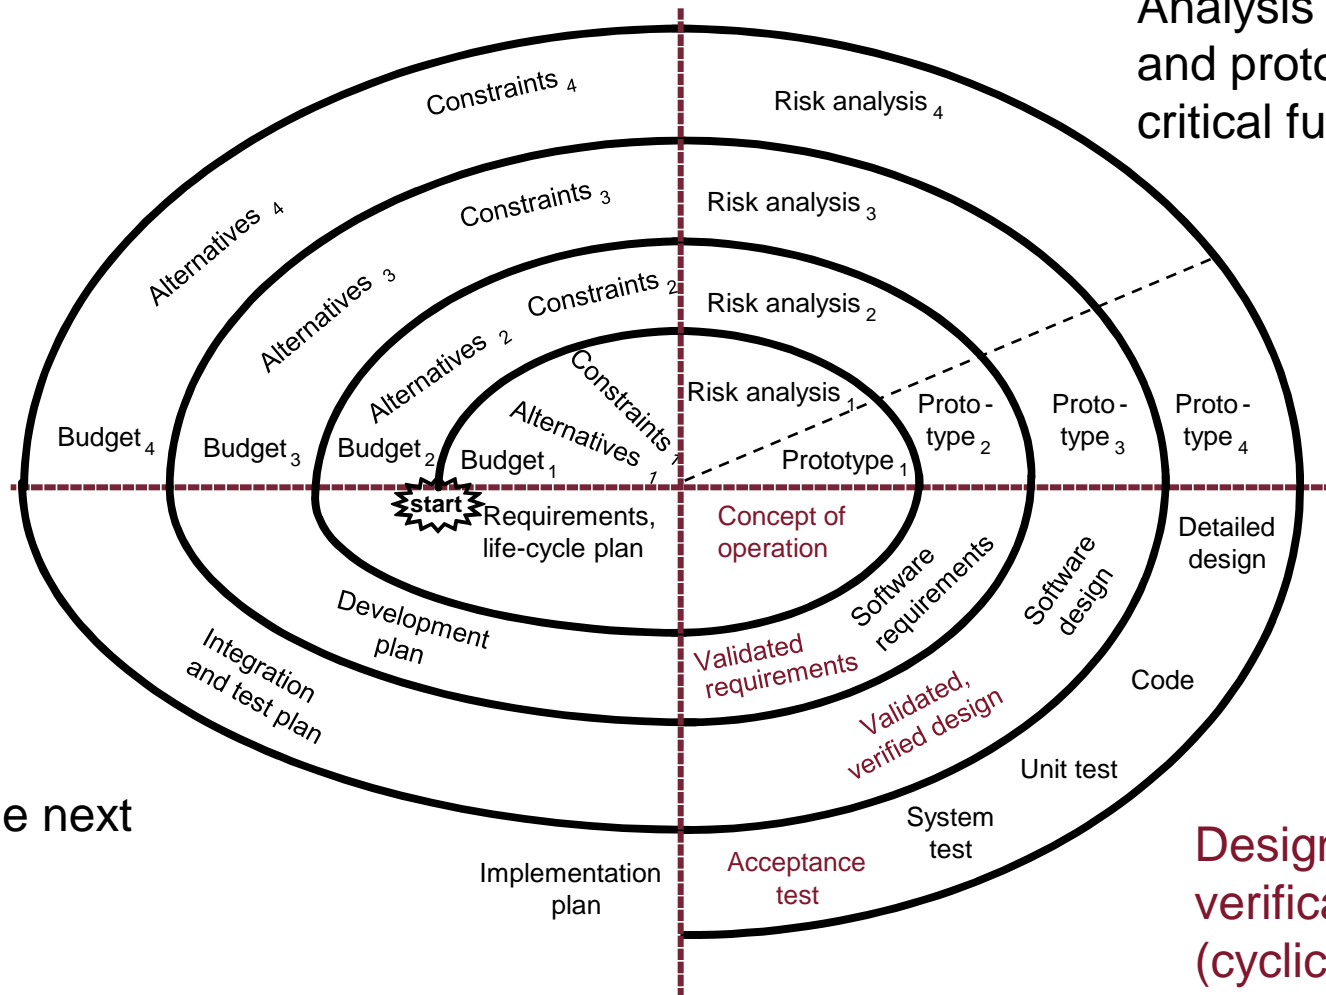 Analysis
and proto
critical fu
Constraints 4
Risk analysis 4
Alternatives 4
Constraints 3
Risk analysis 3
Alternatives 3
Constraints 2
Risk analysis 2
Alternatives 2
Constraints 1
Risk analysis 1
Alternatives 1
Budget 4
Budget 3
Budget 2
Budget 1
Prototype 1
Proto-
type 2
Proto-
type 3
Proto-
type 4
start
Requirements,
life-cycle plan
Concept of
operation
Software
requirements
Software
design
Detailed
design
Development
plan
Validated
requirements
Integration
and test plan
Validated,
verified design
Code
Unit test
System
test
Acceptance
test
Implementation
plan
e next
Design
verifica
(cyclic